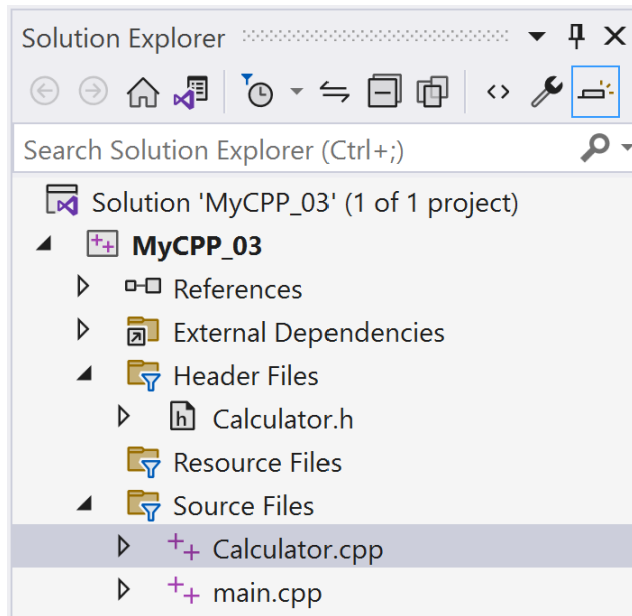 Solution Explorer
Search Solution Explorer (Ctrl+;)
Solution 'MyCPP_03' (1 of 1 project)
MyCPP_03
References
External Dependencies
Header Files
Calculator.h
Resource Files
Source Files
Calculator.cpp
main.cpp